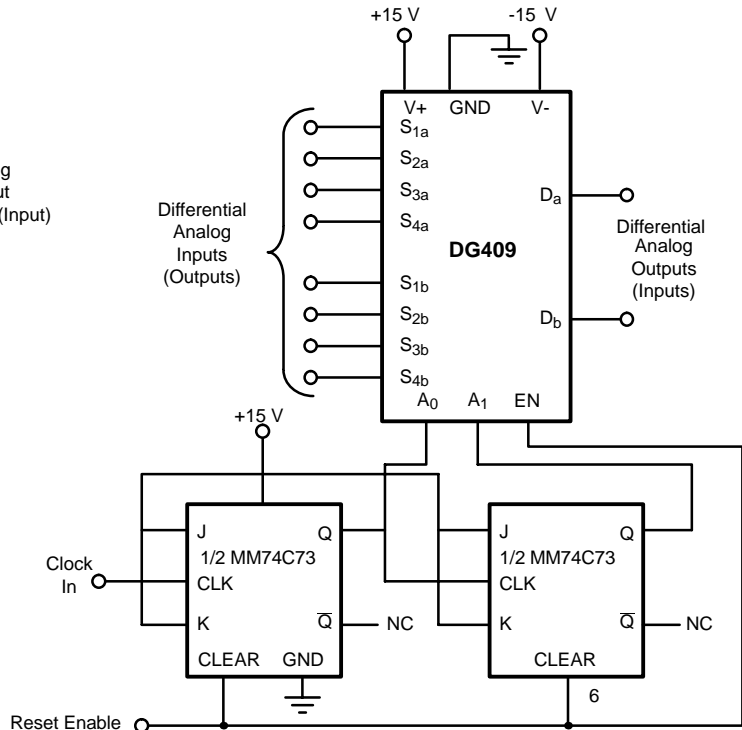 +15 V
-15 V
V+ GND V-
S1a
S2a
S3a
S4a
S1b
S2b
S3b
S4b
Da
Db
DG409
A0 A1 EN
(Input)
Differential
Analog
Inputs
(Outputs)
Differential
Analog
Outputs
(Inputs)
+15 V
J Q
1/2 MM74C73
CLK
K Q
CLEAR GND
NC
Clock
In
J Q
1/2 MM74C73
CLK
K Q
CLEAR
NC
6
Reset Enable